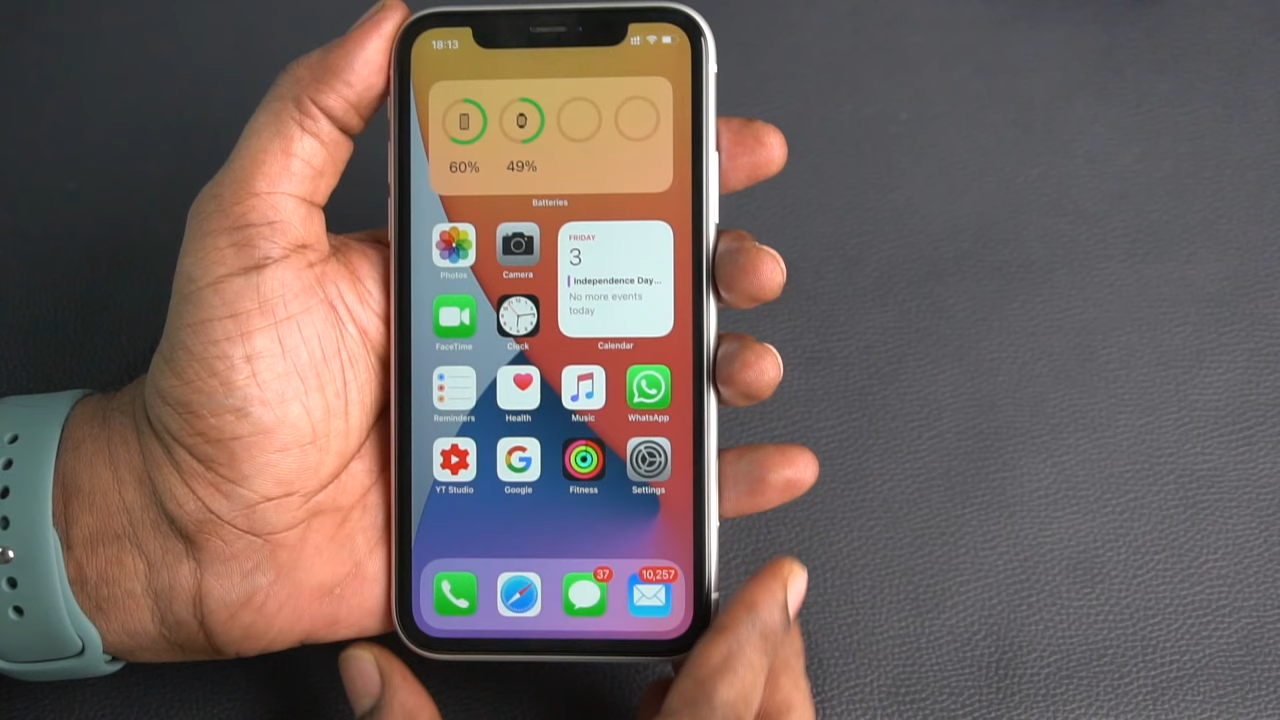 18:13
60% 49%
Batteries
FRIDAY
3
Independence Day...
No more events
today
Photos Camera
FaceTime Clock Calendar
Reminders Health Music WhatsApp
YT Studio Google Fitness Settings
37 10,257